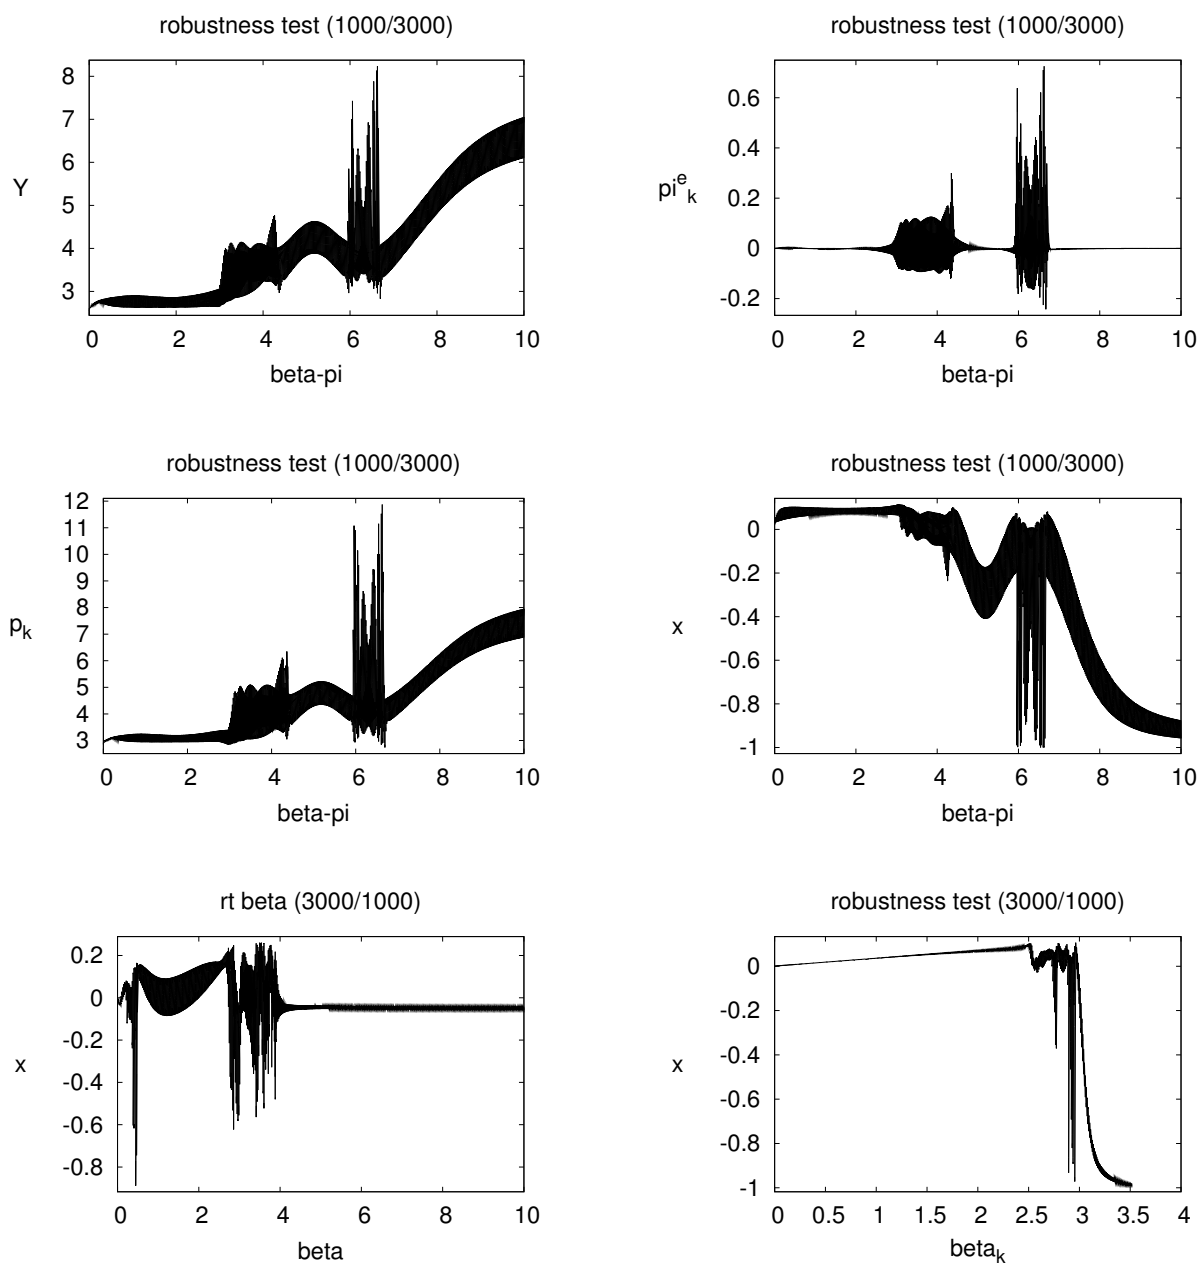 robustness test (1000/3000)
8
7
6
5
4
3
Y
0 2 4 6 8 10
beta-pi
robustness test (1000/3000)
0.6
0.4
0.2
0
-0.2
pi^e_k
0 2 4 6 8 10
beta-pi
robustness test (1000/3000)
12
11
10
9
8
7
6
5
4
3
p_k
0 2 4 6 8 10
beta-pi
robustness test (1000/3000)
0
-0.2
-0.4
-0.6
-0.8
-1
x
0 2 4 6 8 10
beta-pi
rt beta (3000/1000)
0.2
0
-0.2
-0.4
-0.6
-0.8
x
0 2 4 6 8 10
beta
robustness test (3000/1000)
0
-0.2
-0.4
-0.6
-0.8
-1
x
0 0.5 1 1.5 2 2.5 3 3.5 4
beta_k